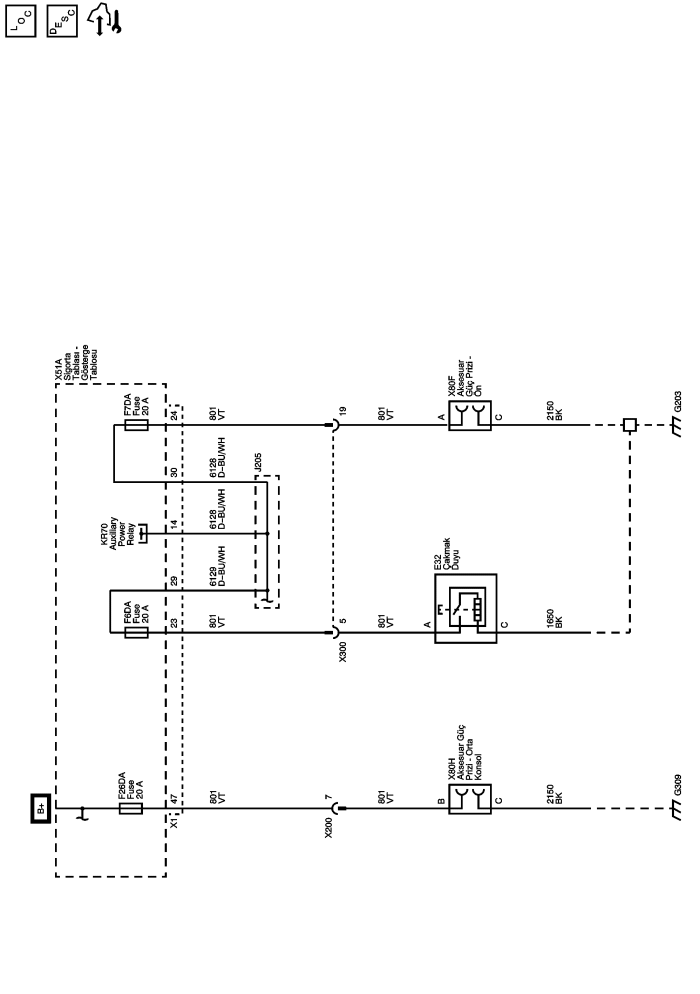 LOC
DESC
X51A
Sigorta
Tablası -
Gösterge
Tablosu
F7DA
Fuse
20 A
24
801
VT
19
801
VT
A
X80F
Aksesuar
Güç Prizi -
Ön
C
2150
BK
G203
30
6128
D-BU/WH
J205
KR70
Auxiliary
Power
Relay
14
6128
D-BU/WH
29
6129
D-BU/WH
F6DA
Fuse
20 A
23
801
VT
5
X300
801
VT
A
E32
Çakmak
Duyu
C
1650
BK
B+
F26DA
Fuse
20 A
47
X1
801
VT
7
X200
801
VT
B
X80H
Aksesuar Güç
Prizi - Orta
Konsol
C
2150
BK
G309